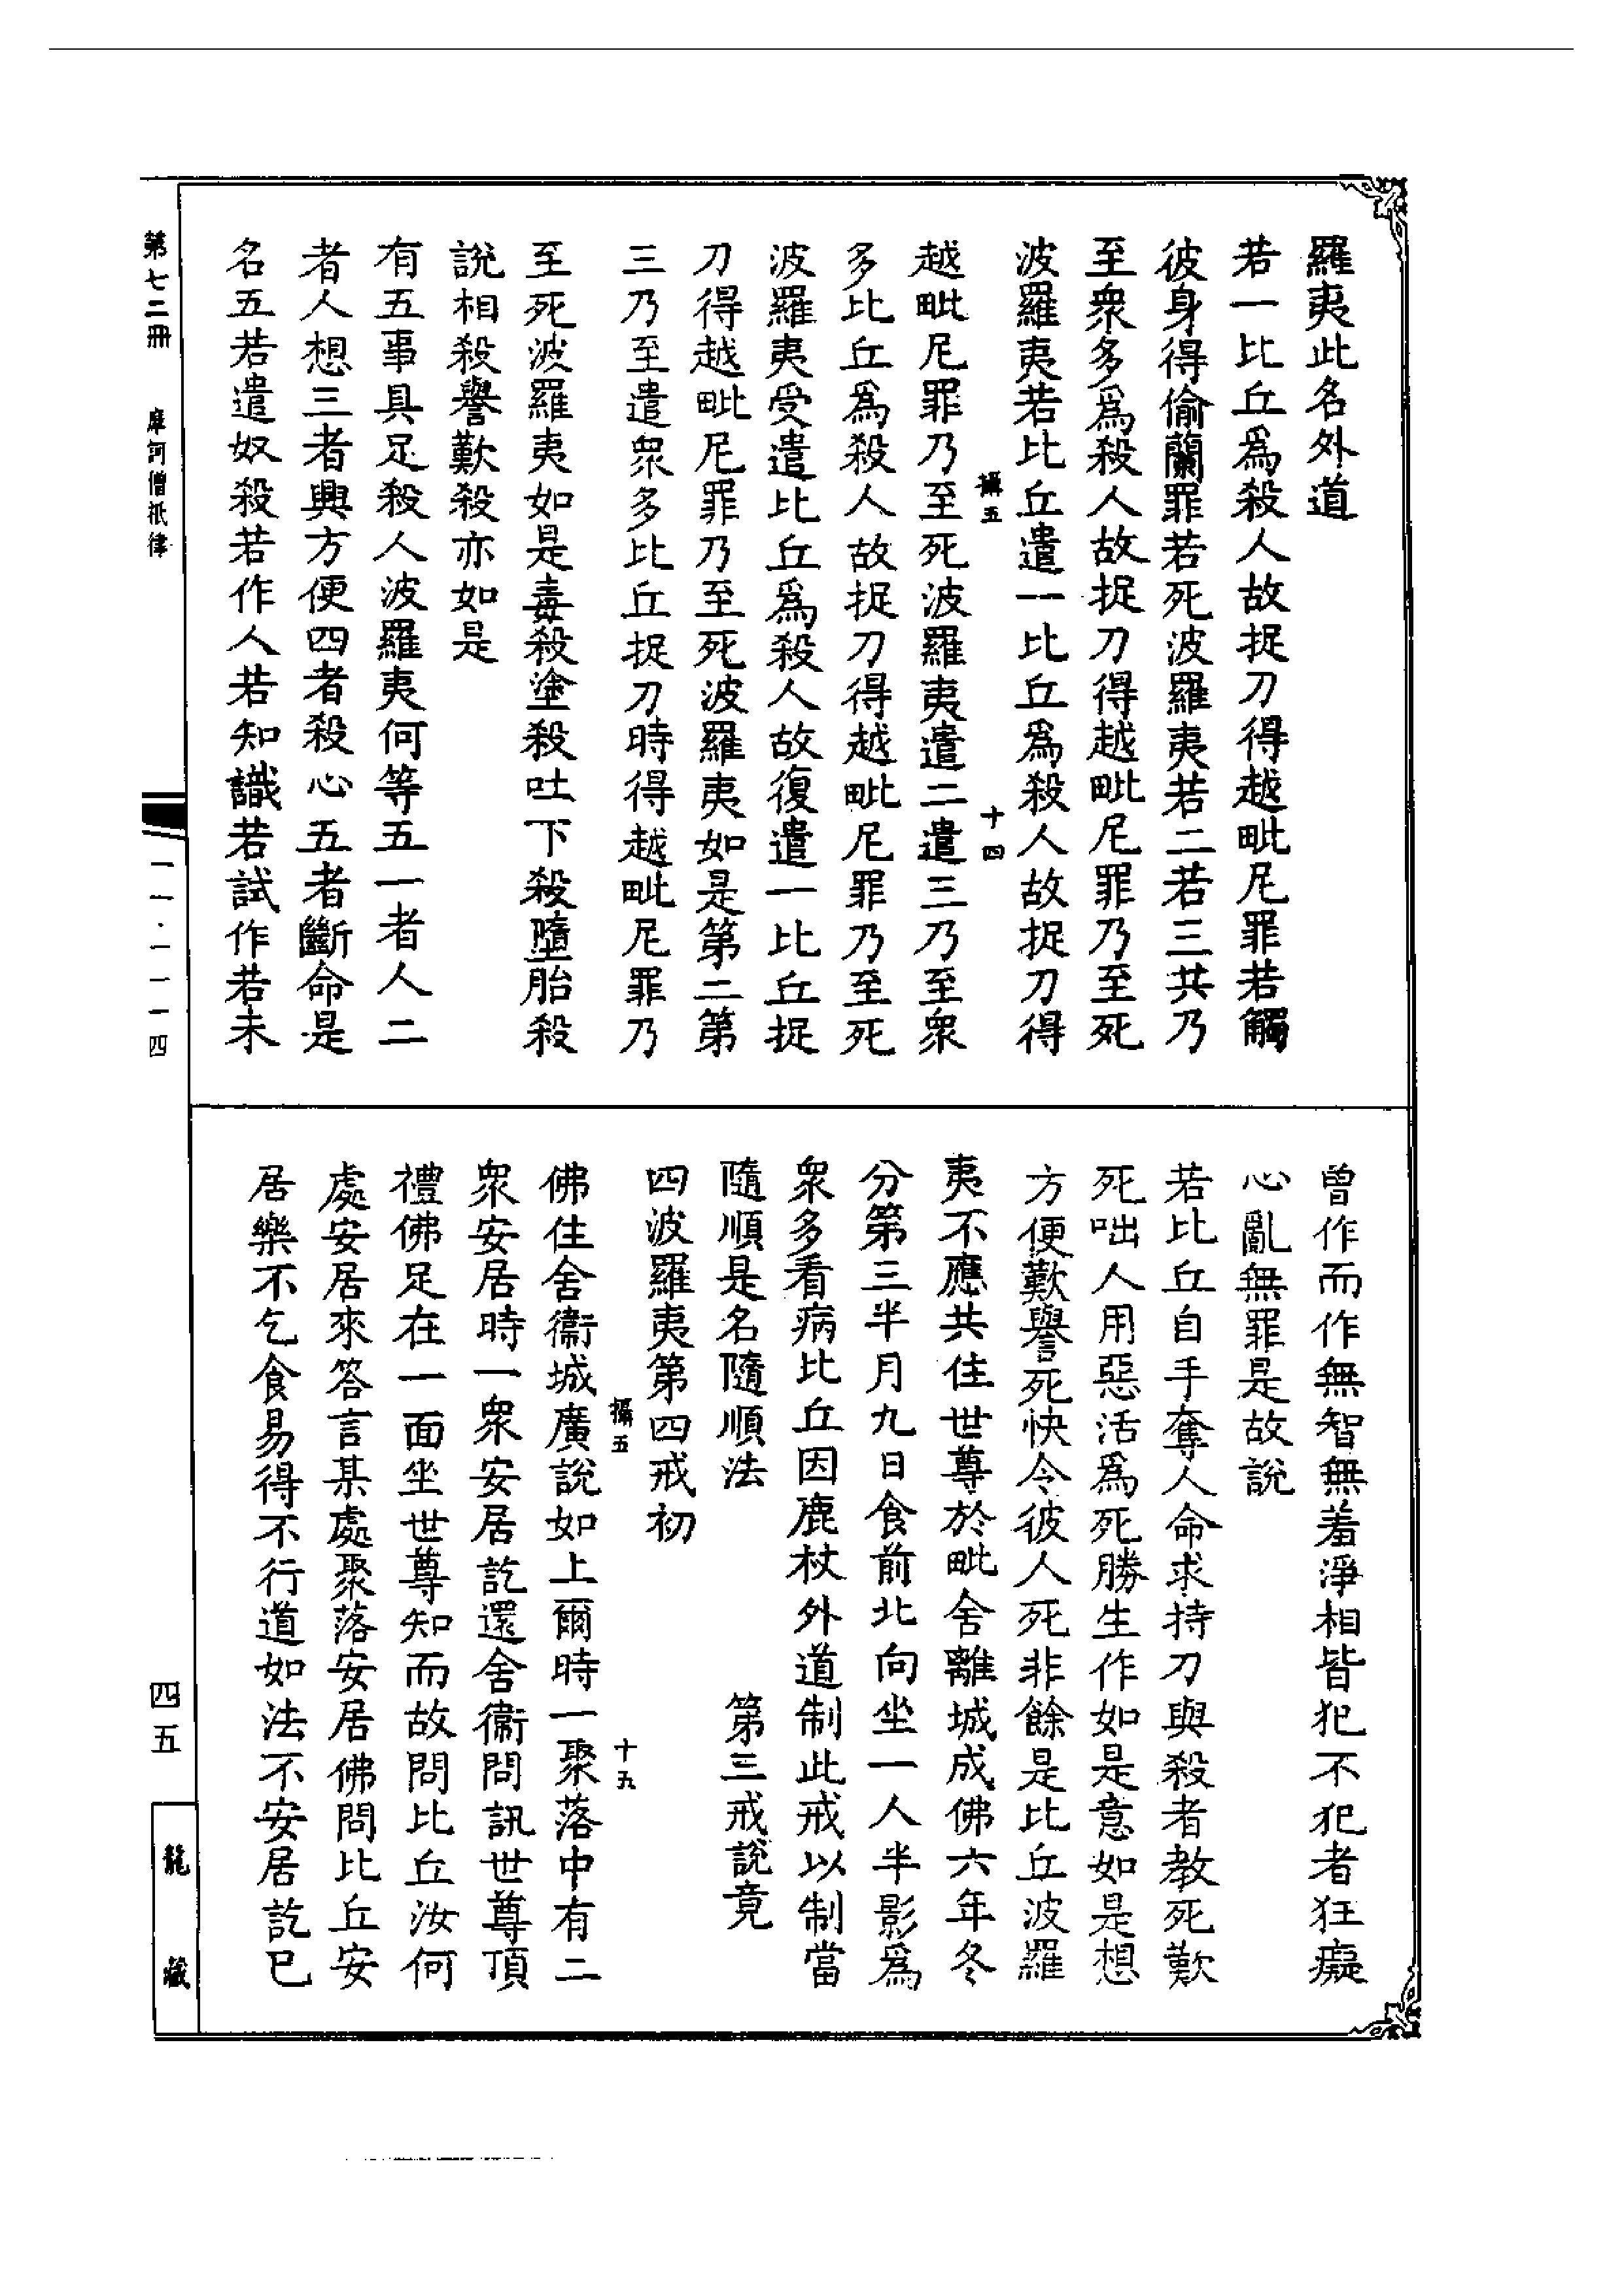 羅夷此名外道
若一比丘爲殺人故捉刀得越毗尼罪若觸
彼身得偷蘭罪若死波羅夷若二若三共乃
至衆多爲殺人故捉刀得越毗尼罪乃至死
波羅夷若比丘遣一比丘爲殺人故捉刀得
攝五 十四
越毗尼罪乃至死波羅夷遣二遣三乃至衆
多比丘爲殺人故捉刀得越毗尼罪乃至死
波羅夷受遣比丘爲殺人故復遣一比丘捉
刀得越毗尼罪乃至死波羅夷如是第二第
三乃至遣衆多比丘捉刀時得越毗尼罪乃
至死波羅夷如是毒殺塗殺吐下殺墮胎殺
說相殺譽歎殺亦如是
有五事具足殺人波羅夷何等五一者人二
者人想三者興方便四者殺心五者斷命是
名五若遣奴殺若作人若知識若試作若未
曾作而作無智無羞淨相皆犯不犯者狂癡
心亂無罪是故說
若比丘自手奪人命求持刀與殺者教死歎
死咄人用惡活爲死勝生作如是意如是想
方便歎譽死快令彼人死非餘是比丘波羅
夷不應共住世尊於毗舍離城成佛六年冬
分第三半月九日食前北向坐一人半影爲
衆多看病比丘因鹿杖外道制此戒以制當
隨順是名隨順法 第三戒說竟
四波羅夷第四戒初
攝五 十九
佛住舍衞城廣說如上爾時一聚落中有二
衆安居時一衆安居訖還舍衞問訊世尊頂
禮佛足在一面坐世尊知而故問比丘汝何
處安居來答言某處聚落安居佛問比丘安
居樂不乞食易得不行道如法不安居訖已
第七二冊 摩訶僧祇律
一一·一一一四
四五
龍藏